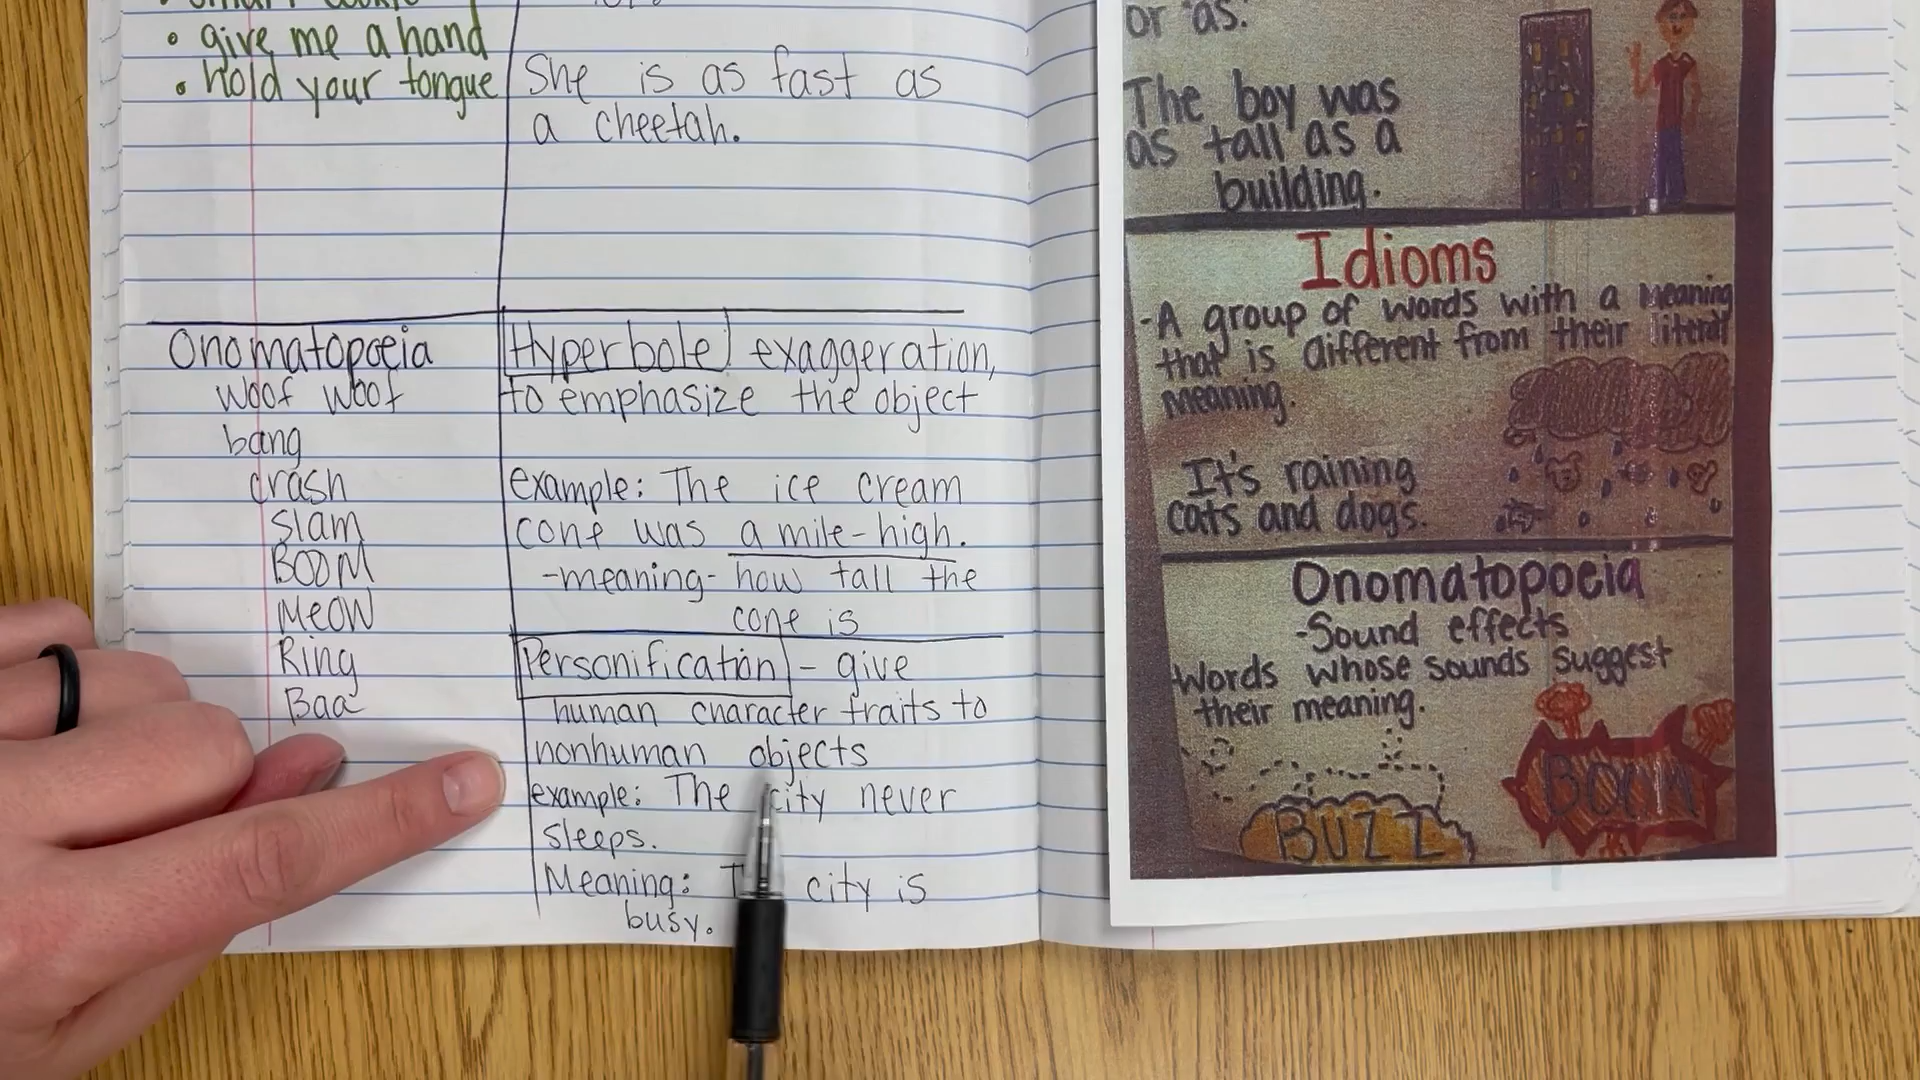 • give me a hand
• hold your tongue
She is as fast as
a cheetah.
Onomatopoeia
woof woof
bang
crash
slam
BOOM
MeOW
Ring
Baa
Hyperbole exaggeration,
to emphasize the object
example: The ice cream
cone was a mile-high.
-meaning- how tall the
cone is
Personification - give
human character traits to
nonhuman objects
example: The city never
sleeps.
Meaning: city is
busy.
or "as."
The boy was
as tall as a
building.
Idioms
-A group of words with a meaning
that is different from their literal
meaning.
It's raining
cats and dogs.
Onomatopoeia
-Sound effects
Words whose sounds suggest
their meaning.
BUZZ
BOOM